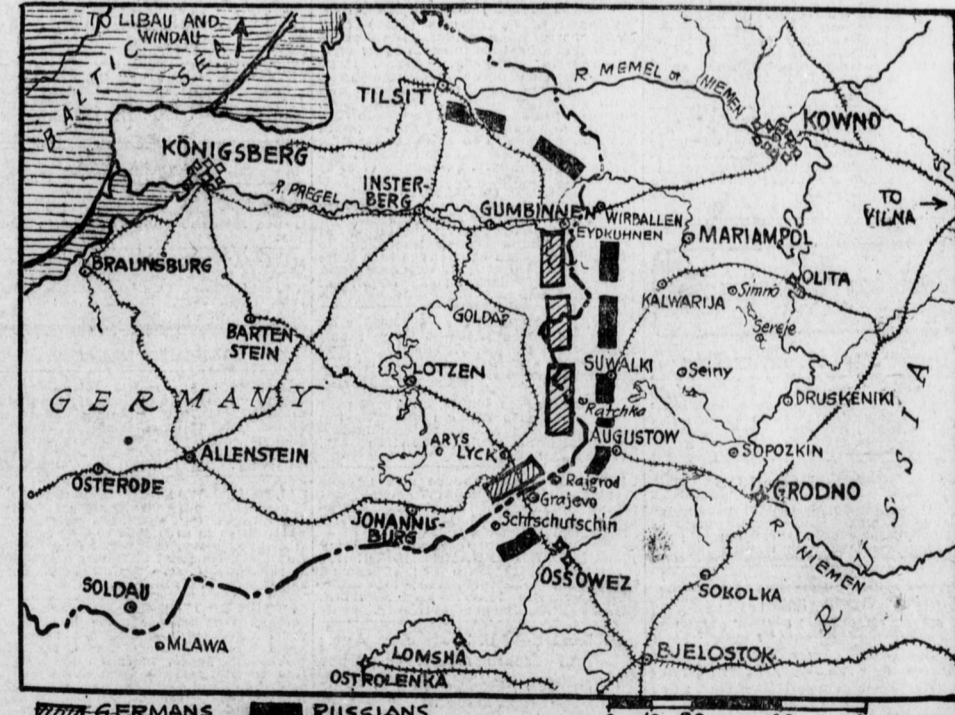 TO LIBAU AND
WINDAU
BALTIC
SEA
TILSIT
R. MEMEL or NIEMEN
KOWNO
KÖNIGSBERG
R. PREGEL
INSTER-
BERG
GUMBINNEN
WIRBALLEN
EYDKUHNEN
TO
VILNA
MARIAMPOL
BRAUNSBURG
OLITA
KALWARIJA
Simno
Sereje
GOLDAP
BARTEN-
STEIN
LOTZEN
SUWALKI
Seiny
GERMANY
Ratchka
DRUSKENIKI
ARYS
LYCK
AUGUSTOW
SOPOZKIN
ALLENSTEIN
OSTERODE
Rajgrod
Grajevo
GRODNO
JOHANNIS-
BURG
Schtschutschin
R. NIEMEN
OSSOWEZ
SOLDAU
SOKOLKA
MLAWA
LOMSHA
BJELOSTOK
OSTROLENKA
GERMANS
RUSSIANS